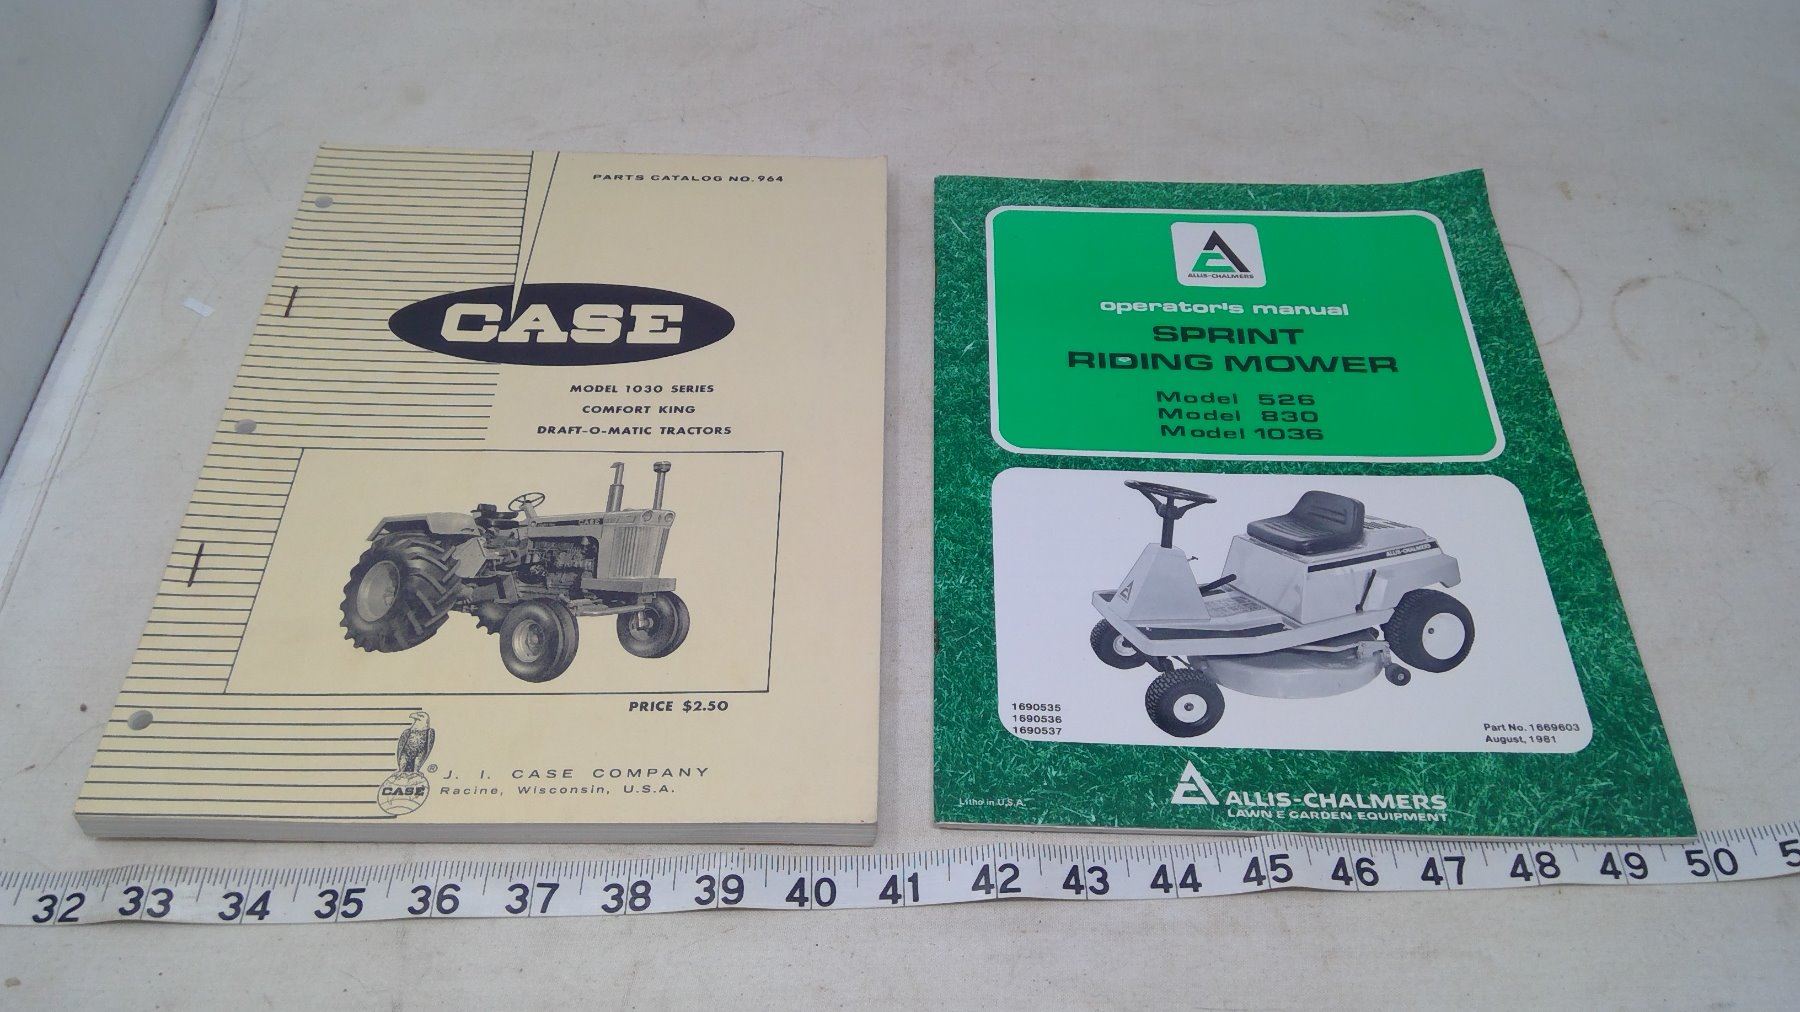 PARTS CATALOG NO. 964
CASE
MODEL 1030 SERIES
COMFORT KING
DRAFT-O-MATIC TRACTORS
CASE
PRICE $2.50
CASE
®
J. I. CASE COMPANY
Racine, Wisconsin, U.S.A.
ALLIS-CHALMERS
operator's manual
SPRINT
RIDING MOWER
Model 526
Model 830
Model 1036
ALLIS-CHALMERS
1690535
1690536
1690537
Part No. 1669603
August, 1981
Litho in U.S.A.
ALLIS-CHALMERS
LAWN & GARDEN EQUIPMENT
32 33 34 35 36 37 38 39 40 41 42 43 44 45 46 47 48 49 50